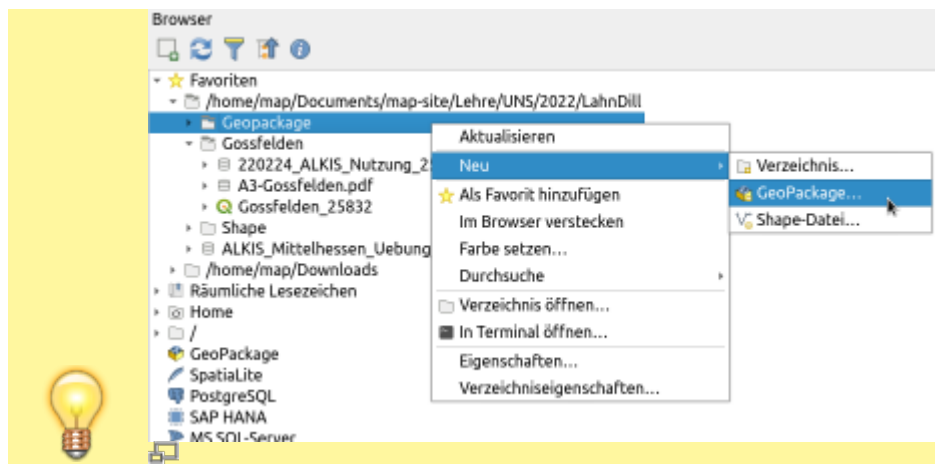 Browser
Favoriten
/home/map/Documents/map-site/Lehre/UNS/2022/LahnDill
Geopackage
Gossfelden
220224_ALKIS_Nutzung_2
A3-Gossfelden.pdf
Gossfelden_25832
Shape
ALKIS_Mittelhessen_Uebung
/home/map/Downloads
Räumliche Lesezeichen
Home
/
GeoPackage
SpatiaLite
PostgreSQL
SAP HANA
MS SQL-Server
Aktualisieren
Neu
Als Favorit hinzufügen
Im Browser verstecken
Farbe setzen...
Durchsuche
Verzeichnis öffnen...
In Terminal öffnen...
Eigenschaften...
Verzeichniseigenschaften...
Verzeichnis...
GeoPackage...
Shape-Datei...